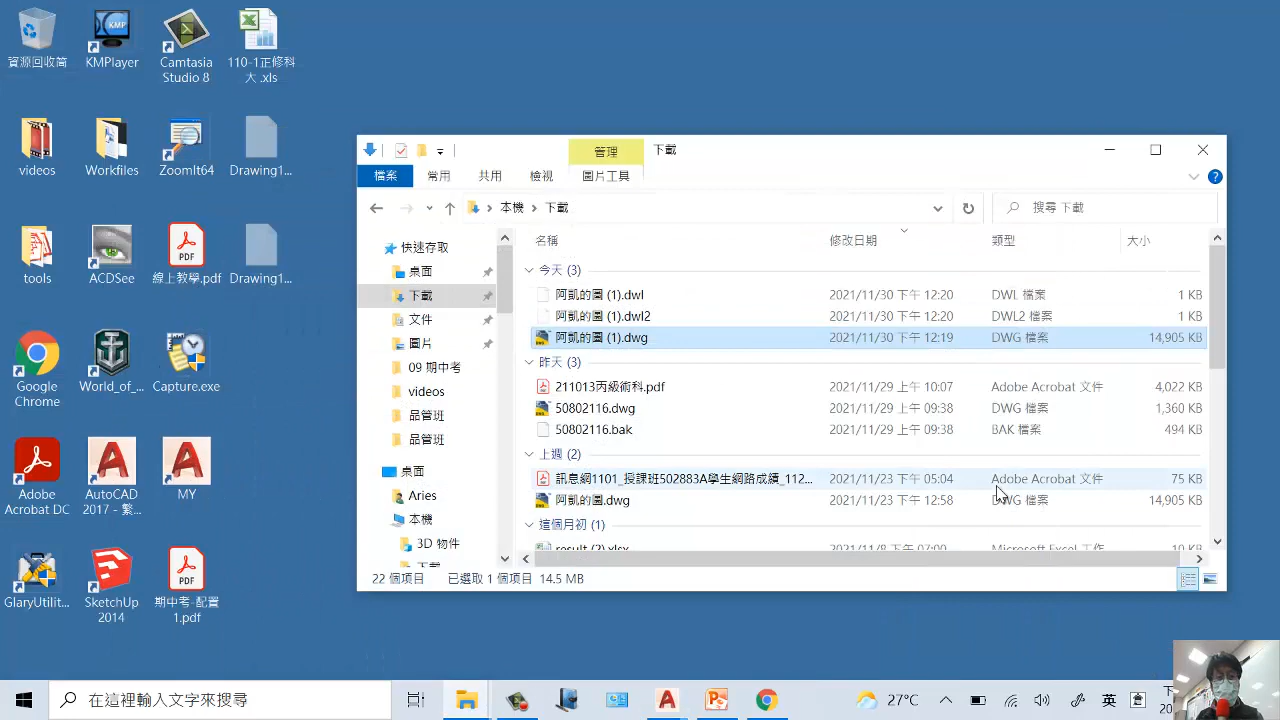 資源回收筒
KMPlayer
Camtasia
Studio 8
110-1正修科
大 .xls
videos
Workfiles
ZoomIt64
Drawing1...
tools
ACDSee
線上教學.pdf
Drawing1...
Google
Chrome
World_of_...
Capture.exe
Adobe
Acrobat DC
AutoCAD
2017 - 繁...
MY
GlaryUtilit...
SketchUp
2014
期中考-配置
1.pdf
管理
下載
檔案
常用
共用
檢視
圖片工具
本機
下載
搜尋 下載
快速存取
桌面
下載
文件
圖片
09 期中考
videos
品管班
品管班
桌面
Aries
本機
3D 物件
名稱
修改日期
類型
大小
今天 (3)
阿凱的圖 (1).dwl 2021/11/30 下午 12:20 DWL 檔案 1 KB
阿凱的圖 (1).dwl2 2021/11/30 下午 12:20 DWL2 檔案 1 KB
阿凱的圖 (1).dwg 2021/11/30 下午 12:19 DWG 檔案 14,905 KB
昨天 (3)
211013丙級術科.pdf 2021/11/29 上午 10:07 Adobe Acrobat 文件 4,022 KB
50802116.dwg 2021/11/29 上午 09:38 DWG 檔案 1,360 KB
50802116.bak 2021/11/29 上午 09:38 BAK 檔案 494 KB
上週 (2)
訊息網1101_授課班502883A學生網路成績_112... 2021/11/23 下午 05:04 Adobe Acrobat 文件 75 KB
阿凱的圖.dwg 2021/11/23 下午 12:58 DWG 檔案 14,905 KB
這個月初 (1)
result (2).xlsx 2021/11/8 下午 07:00 Microsoft Excel 工作 10 KB
22 個項目 已選取 1 個項目 14.5 MB
在這裡輸入文字來搜尋
27°C
英